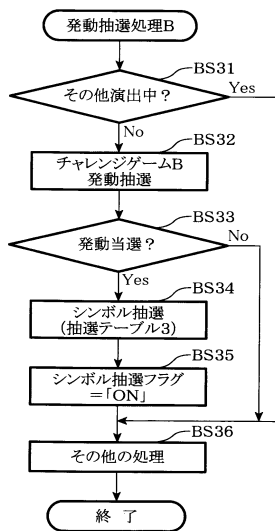 発動抽選処理B
BS31
その他演出中？
Yes
No
BS32
チャレンジゲームB
発動抽選
BS33
発動当選？
No
Yes
BS34
シンボル抽選
(抽選テーブル3)
BS35
シンボル抽選フラグ
＝「ON」
BS36
その他の処理
終 了